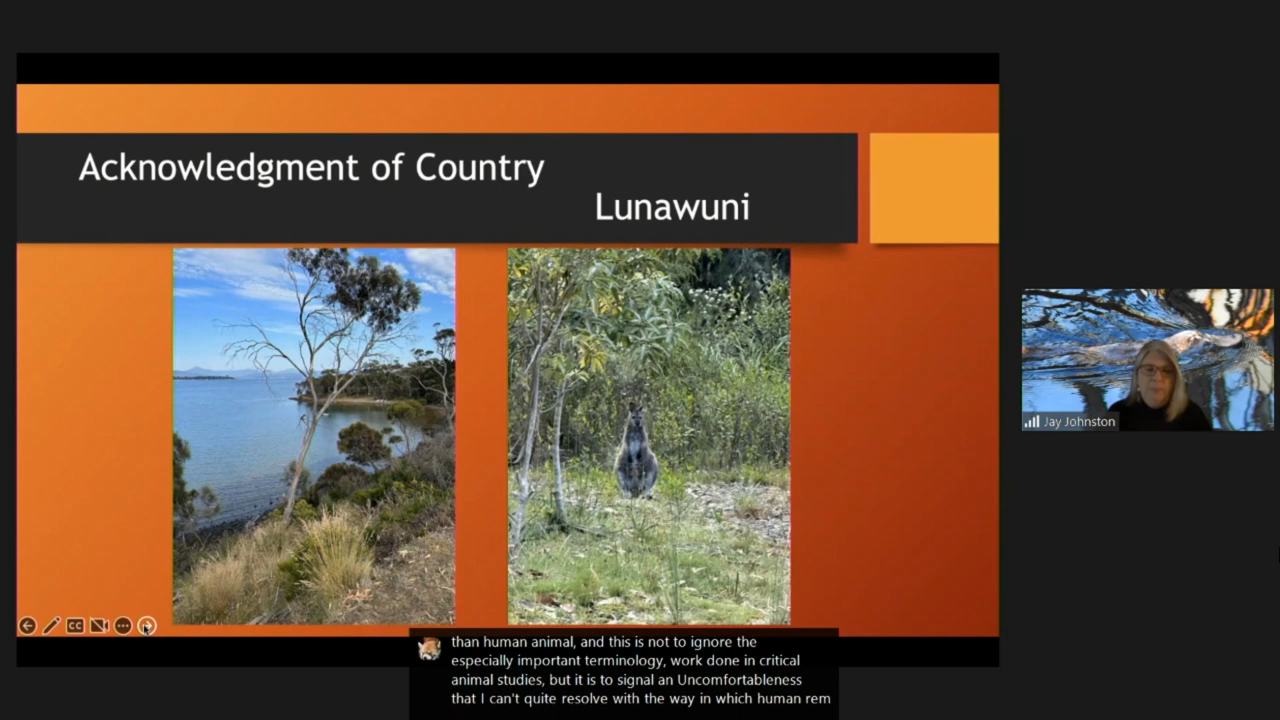 Acknowledgment of Country
Lunawuni
CC
Jay Johnston
than human animal, and this is not to ignore the
especially important terminology, work done in critical
animal studies, but it is to signal an Uncomfortableness
that I can't quite resolve with the way in which human rem